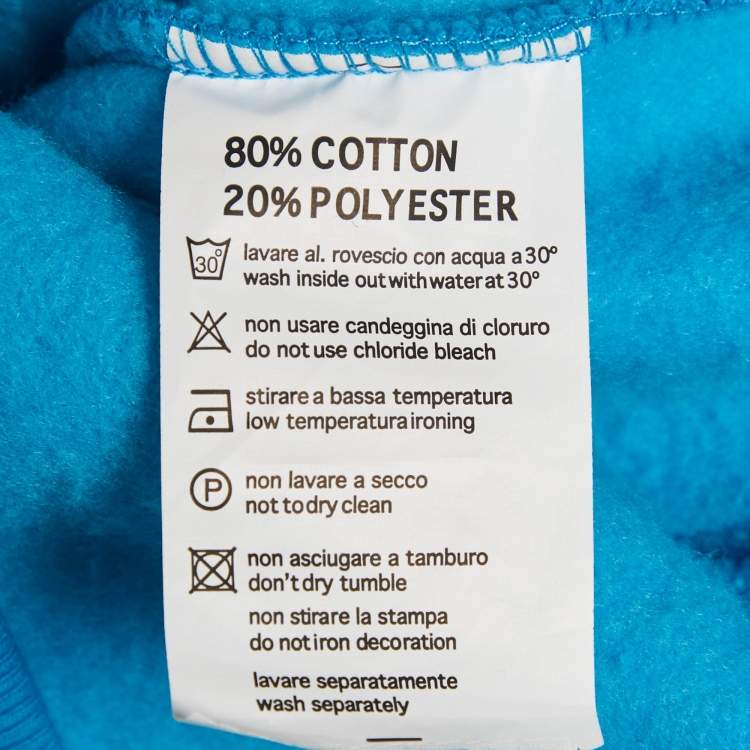 80% COTTON
20% POLYESTER
30°
lavare al. rovescio con acqua a 30°
wash inside out with water at 30°
non usare candeggina di cloruro
do not use chloride bleach
stirare a bassa temperatura
low temperature ironing
P
non lavare a secco
not to dry clean
non asciugare a tamburo
don't dry tumble
non stirare la stampa
do not iron decoration
lavare separatamente
wash separately